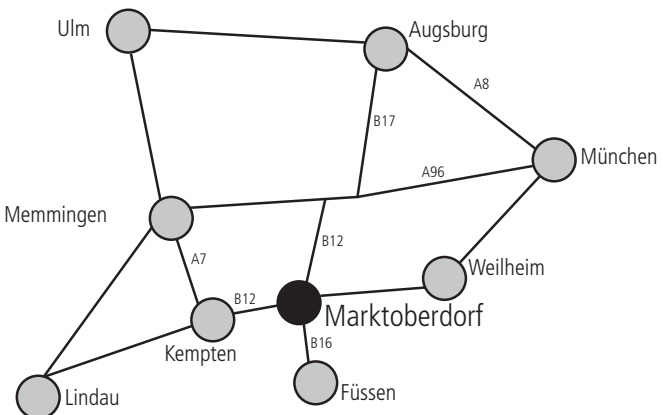 Ulm
Augsburg
A8
B17
München
A96
Memmingen
B12
A7
Weilheim
B12
Marktoberdorf
B16
Kempten
Füssen
Lindau